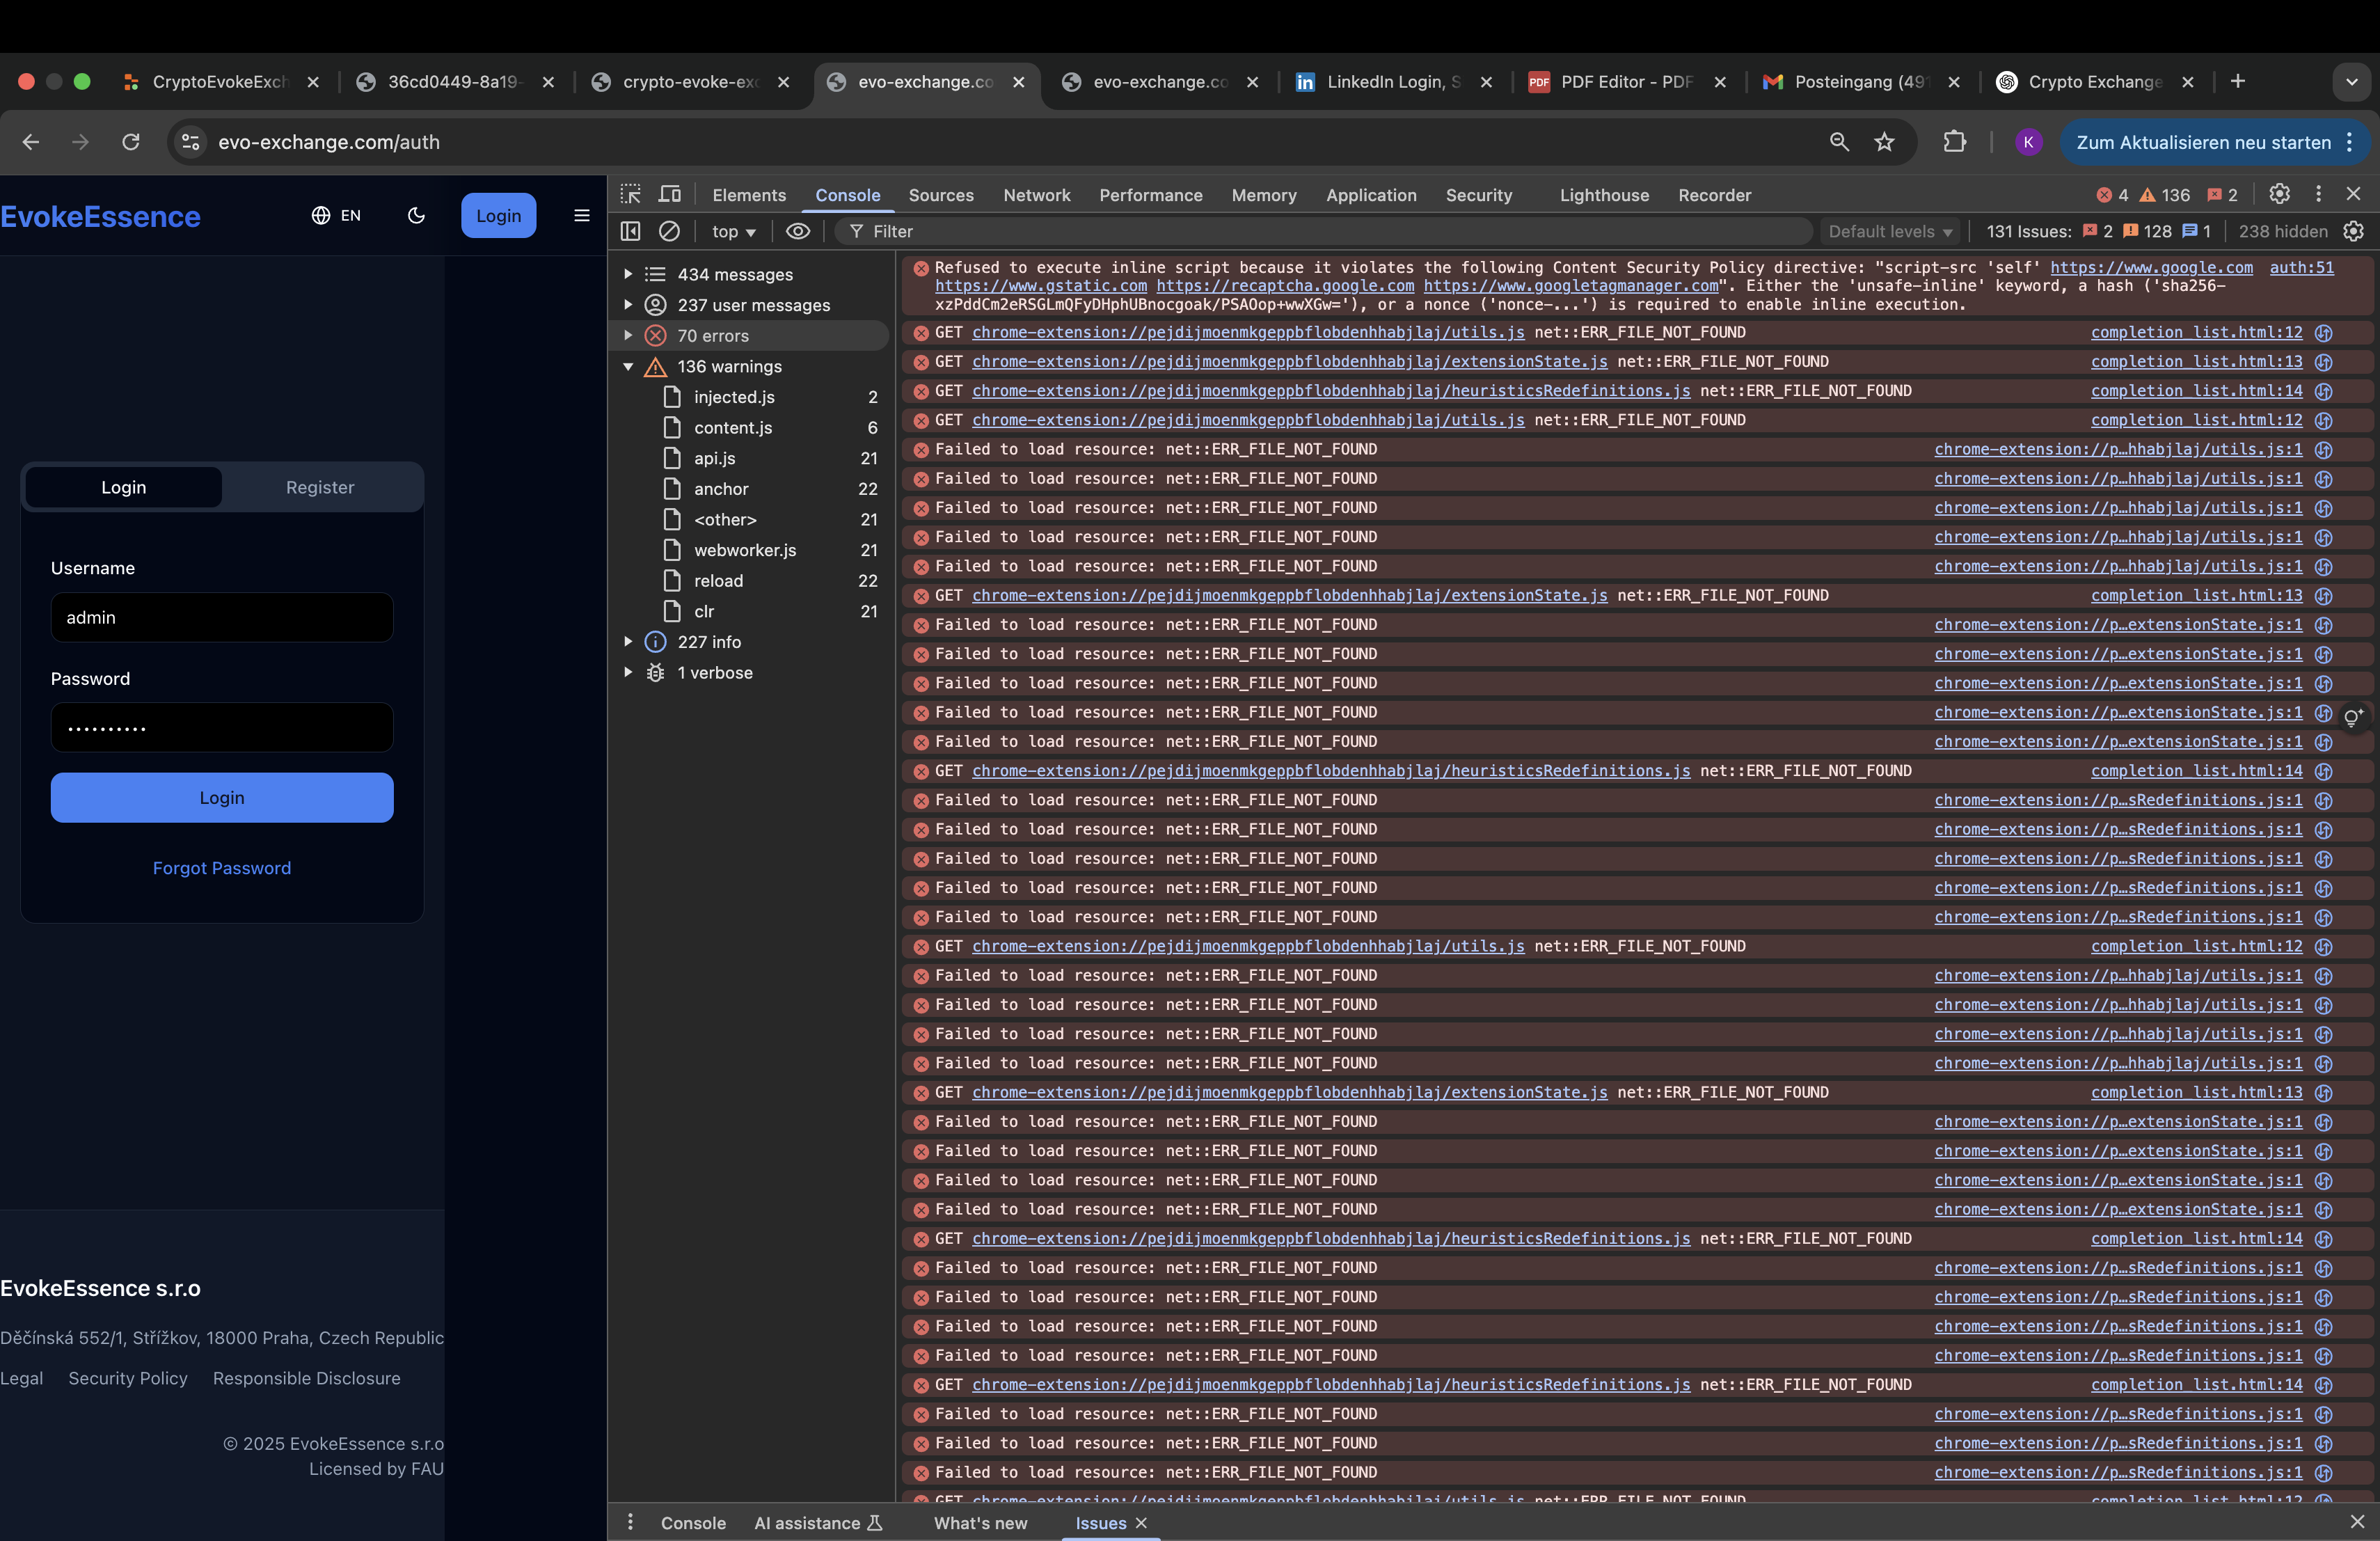 CryptoEvokeExch
36cd0449-8a19-
crypto-evoke-exc
evo-exchange.co
evo-exchange.co
LinkedIn Login, S
PDF Editor - PDF
Posteingang (491
Crypto Exchange
evo-exchange.com/auth
K
Zum Aktualisieren neu starten
EvokeEssence
EN
Login
Login
Register
Username
admin
Password
Login
Forgot Password
EvokeEssence s.r.o
Děčínská 552/1, Střížkov, 18000 Praha, Czech Republic
Legal Security Policy Responsible Disclosure
© 2025 EvokeEssence s.r.o
Licensed by FAU
Elements Console Sources Network Performance Memory Application Security Lighthouse Recorder 4 136 2
top Filter Default levels 131 Issues: 2 128 1 238 hidden
434 messages
237 user messages
70 errors
136 warnings
injected.js 2
content.js 6
api.js 21
anchor 22
<other> 21
webworker.js 21
reload 22
clr 21
227 info
1 verbose
Refused to execute inline script because it violates the following Content Security Policy directive: "script-src 'self' https://www.google.com auth:51
https://www.gstatic.com https://recaptcha.google.com https://www.googletagmanager.com". Either the 'unsafe-inline' keyword, a hash ('sha256-
xzPddCm2eRSGLmQFyDHphUBnocgoak/PSAOop+wwXGw='), or a nonce ('nonce-...') is required to enable inline execution.
GET chrome-extension://pejdijmoenmkgeppbflobdenhhabjlaj/utils.js net::ERR_FILE_NOT_FOUND completion_list.html:12
GET chrome-extension://pejdijmoenmkgeppbflobdenhhabjlaj/extensionState.js net::ERR_FILE_NOT_FOUND completion_list.html:13
GET chrome-extension://pejdijmoenmkgeppbflobdenhhabjlaj/heuristicsRedefinitions.js net::ERR_FILE_NOT_FOUND completion_list.html:14
GET chrome-extension://pejdijmoenmkgeppbflobdenhhabjlaj/utils.js net::ERR_FILE_NOT_FOUND completion_list.html:12
Failed to load resource: net::ERR_FILE_NOT_FOUND chrome-extension://p…hhabjlaj/utils.js:1
Failed to load resource: net::ERR_FILE_NOT_FOUND chrome-extension://p…hhabjlaj/utils.js:1
Failed to load resource: net::ERR_FILE_NOT_FOUND chrome-extension://p…hhabjlaj/utils.js:1
Failed to load resource: net::ERR_FILE_NOT_FOUND chrome-extension://p…hhabjlaj/utils.js:1
Failed to load resource: net::ERR_FILE_NOT_FOUND chrome-extension://p…hhabjlaj/utils.js:1
GET chrome-extension://pejdijmoenmkgeppbflobdenhhabjlaj/extensionState.js net::ERR_FILE_NOT_FOUND completion_list.html:13
Failed to load resource: net::ERR_FILE_NOT_FOUND chrome-extension://p…extensionState.js:1
Failed to load resource: net::ERR_FILE_NOT_FOUND chrome-extension://p…extensionState.js:1
Failed to load resource: net::ERR_FILE_NOT_FOUND chrome-extension://p…extensionState.js:1
Failed to load resource: net::ERR_FILE_NOT_FOUND chrome-extension://p…extensionState.js:1
Failed to load resource: net::ERR_FILE_NOT_FOUND chrome-extension://p…extensionState.js:1
GET chrome-extension://pejdijmoenmkgeppbflobdenhhabjlaj/heuristicsRedefinitions.js net::ERR_FILE_NOT_FOUND completion_list.html:14
Failed to load resource: net::ERR_FILE_NOT_FOUND chrome-extension://p…sRedefinitions.js:1
Failed to load resource: net::ERR_FILE_NOT_FOUND chrome-extension://p…sRedefinitions.js:1
Failed to load resource: net::ERR_FILE_NOT_FOUND chrome-extension://p…sRedefinitions.js:1
Failed to load resource: net::ERR_FILE_NOT_FOUND chrome-extension://p…sRedefinitions.js:1
Failed to load resource: net::ERR_FILE_NOT_FOUND chrome-extension://p…sRedefinitions.js:1
GET chrome-extension://pejdijmoenmkgeppbflobdenhhabjlaj/utils.js net::ERR_FILE_NOT_FOUND completion_list.html:12
Failed to load resource: net::ERR_FILE_NOT_FOUND chrome-extension://p…hhabjlaj/utils.js:1
Failed to load resource: net::ERR_FILE_NOT_FOUND chrome-extension://p…hhabjlaj/utils.js:1
Failed to load resource: net::ERR_FILE_NOT_FOUND chrome-extension://p…hhabjlaj/utils.js:1
Failed to load resource: net::ERR_FILE_NOT_FOUND chrome-extension://p…hhabjlaj/utils.js:1
GET chrome-extension://pejdijmoenmkgeppbflobdenhhabjlaj/extensionState.js net::ERR_FILE_NOT_FOUND completion_list.html:13
Failed to load resource: net::ERR_FILE_NOT_FOUND chrome-extension://p…extensionState.js:1
Failed to load resource: net::ERR_FILE_NOT_FOUND chrome-extension://p…extensionState.js:1
Failed to load resource: net::ERR_FILE_NOT_FOUND chrome-extension://p…extensionState.js:1
Failed to load resource: net::ERR_FILE_NOT_FOUND chrome-extension://p…extensionState.js:1
GET chrome-extension://pejdijmoenmkgeppbflobdenhhabjlaj/heuristicsRedefinitions.js net::ERR_FILE_NOT_FOUND completion_list.html:14
Failed to load resource: net::ERR_FILE_NOT_FOUND chrome-extension://p…sRedefinitions.js:1
Failed to load resource: net::ERR_FILE_NOT_FOUND chrome-extension://p…sRedefinitions.js:1
Failed to load resource: net::ERR_FILE_NOT_FOUND chrome-extension://p…sRedefinitions.js:1
Failed to load resource: net::ERR_FILE_NOT_FOUND chrome-extension://p…sRedefinitions.js:1
GET chrome-extension://pejdijmoenmkgeppbflobdenhhabjlaj/heuristicsRedefinitions.js net::ERR_FILE_NOT_FOUND completion_list.html:14
Failed to load resource: net::ERR_FILE_NOT_FOUND chrome-extension://p…sRedefinitions.js:1
Failed to load resource: net::ERR_FILE_NOT_FOUND chrome-extension://p…sRedefinitions.js:1
Failed to load resource: net::ERR_FILE_NOT_FOUND chrome-extension://p…sRedefinitions.js:1
GET chrome-extension://pejdijmoenmkgeppbflobdenhhabjlaj/utils.js net::ERR_FILE_NOT_FOUND completion_list.html:12
Console AI assistance What's new Issues